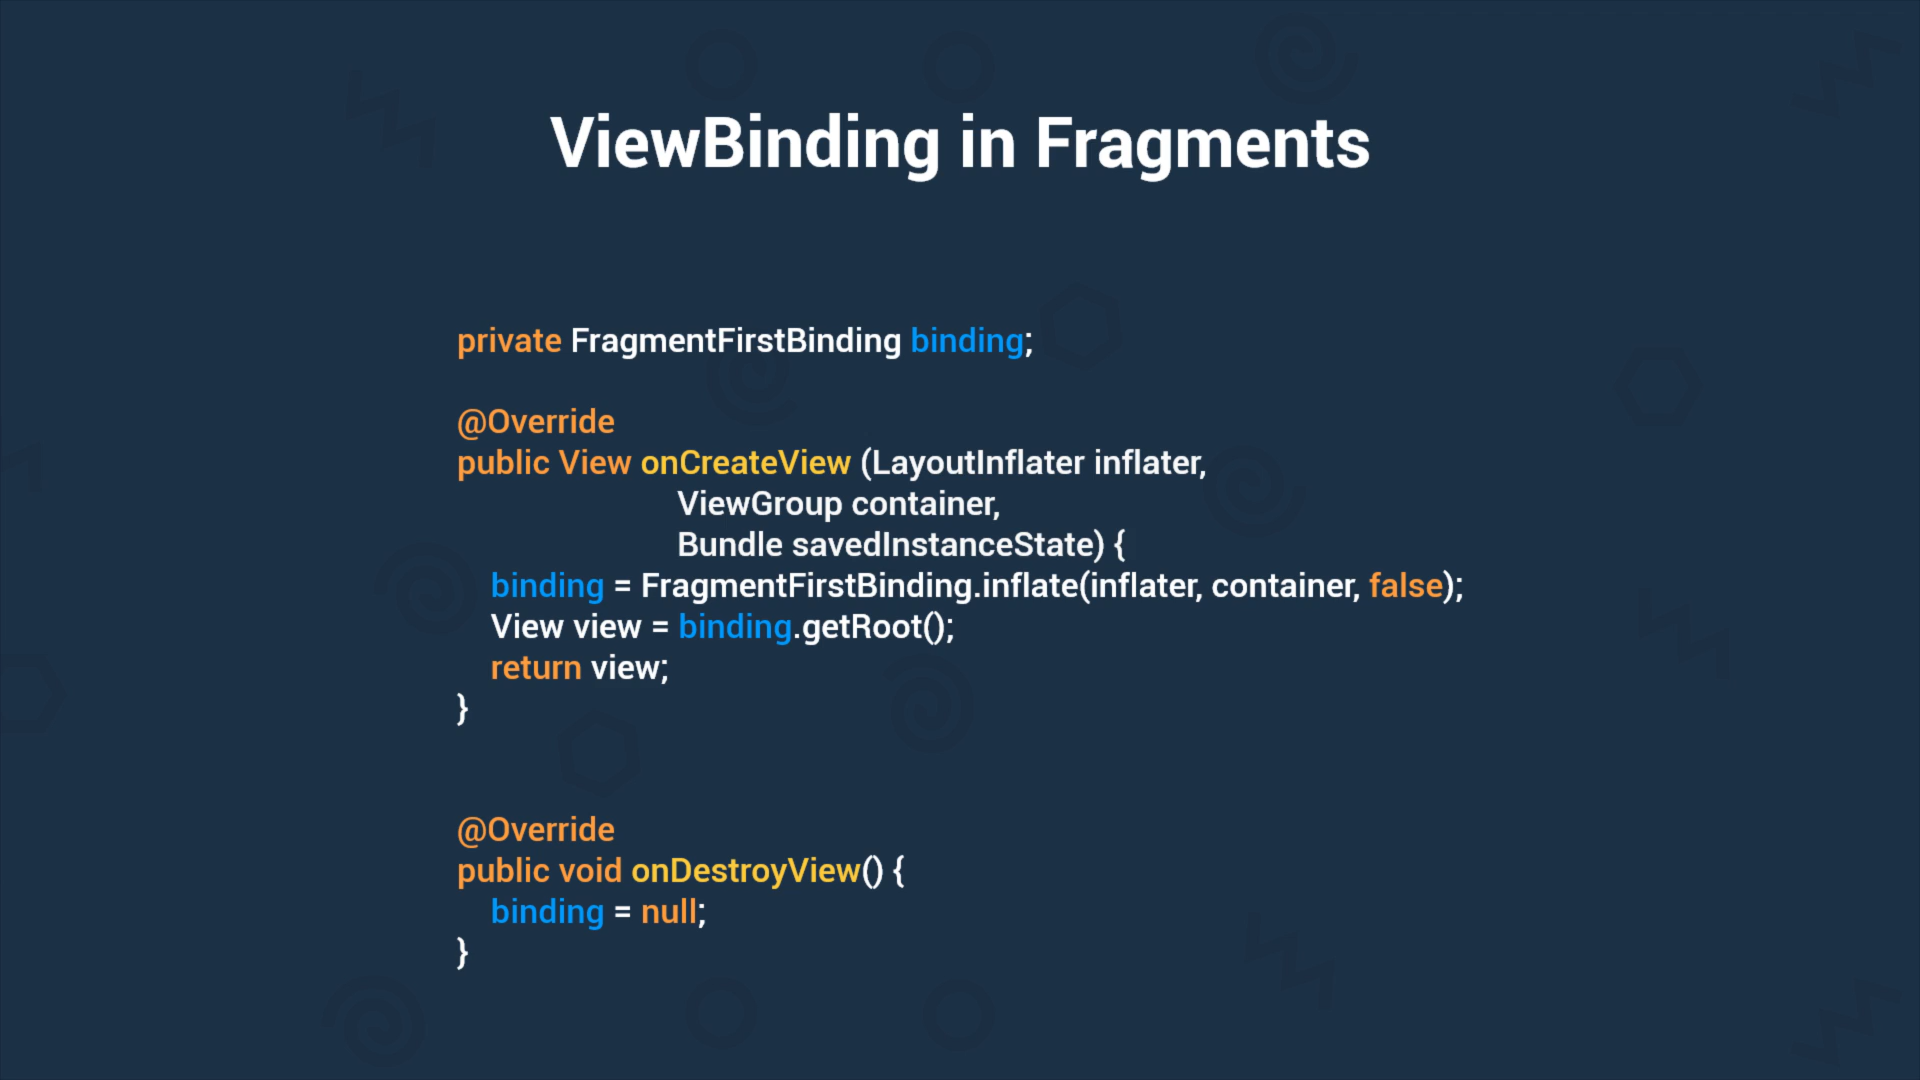 ViewBinding in Fragments
private FragmentFirstBinding binding;
@Override
public View onCreateView (LayoutInflater inflater,
ViewGroup container,
Bundle savedInstanceState) {
binding = FragmentFirstBinding.inflate(inflater, container, false);
View view = binding.getRoot();
return view;
}
@Override
public void onDestroyView() {
binding = null;
}